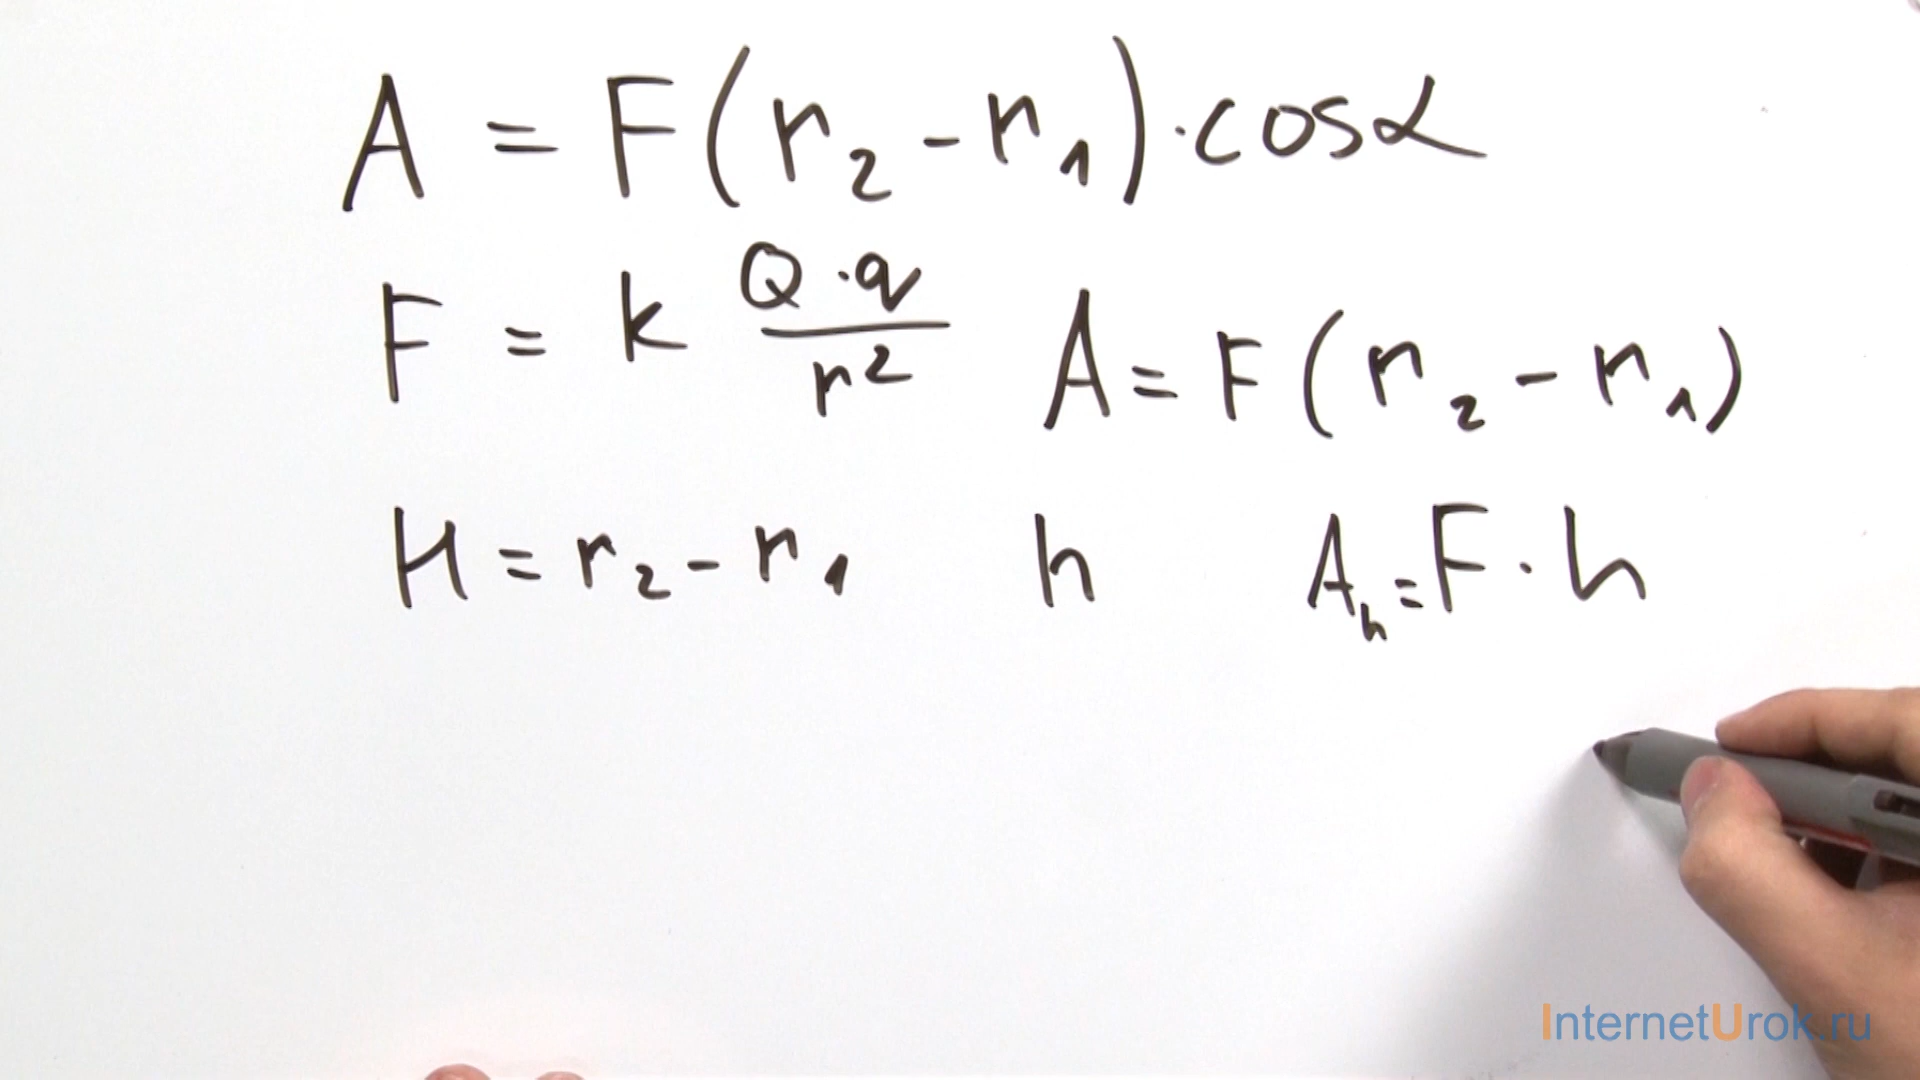 A = F(r₂ - r₁)·cosα
F = k Q·q / r² A = F(r₂ - r₁)
H = r₂ - r₁ h Aₕ = F·h
InternetUrok.ru